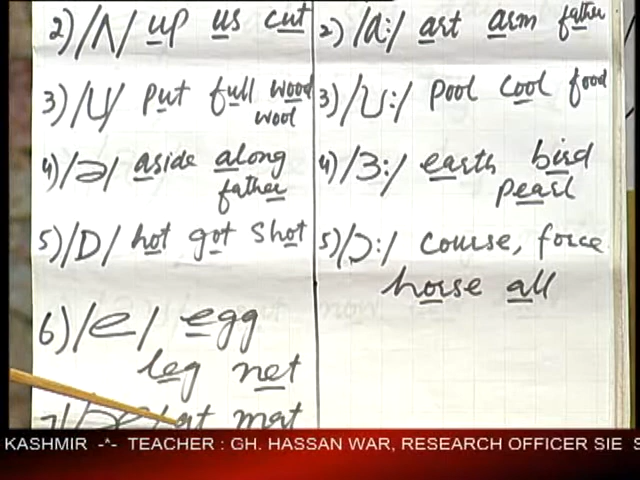 2) /ʌ/ up us cut
3) /U/ put full wood
wool
4) /ə/ aside along
father
5) /D/ hot got shot
6) /e/ egg
leg net
7) /æ/ at mat
2) /ɑ:/ art arm father
3) /U:/ pool cool food
4) /ɜ:/ earth bird
pearl
5) /ɔ:/ course, force
horse all
KASHMIR -^- TEACHER : GH. HASSAN WAR, RESEARCH OFFICER SIE S